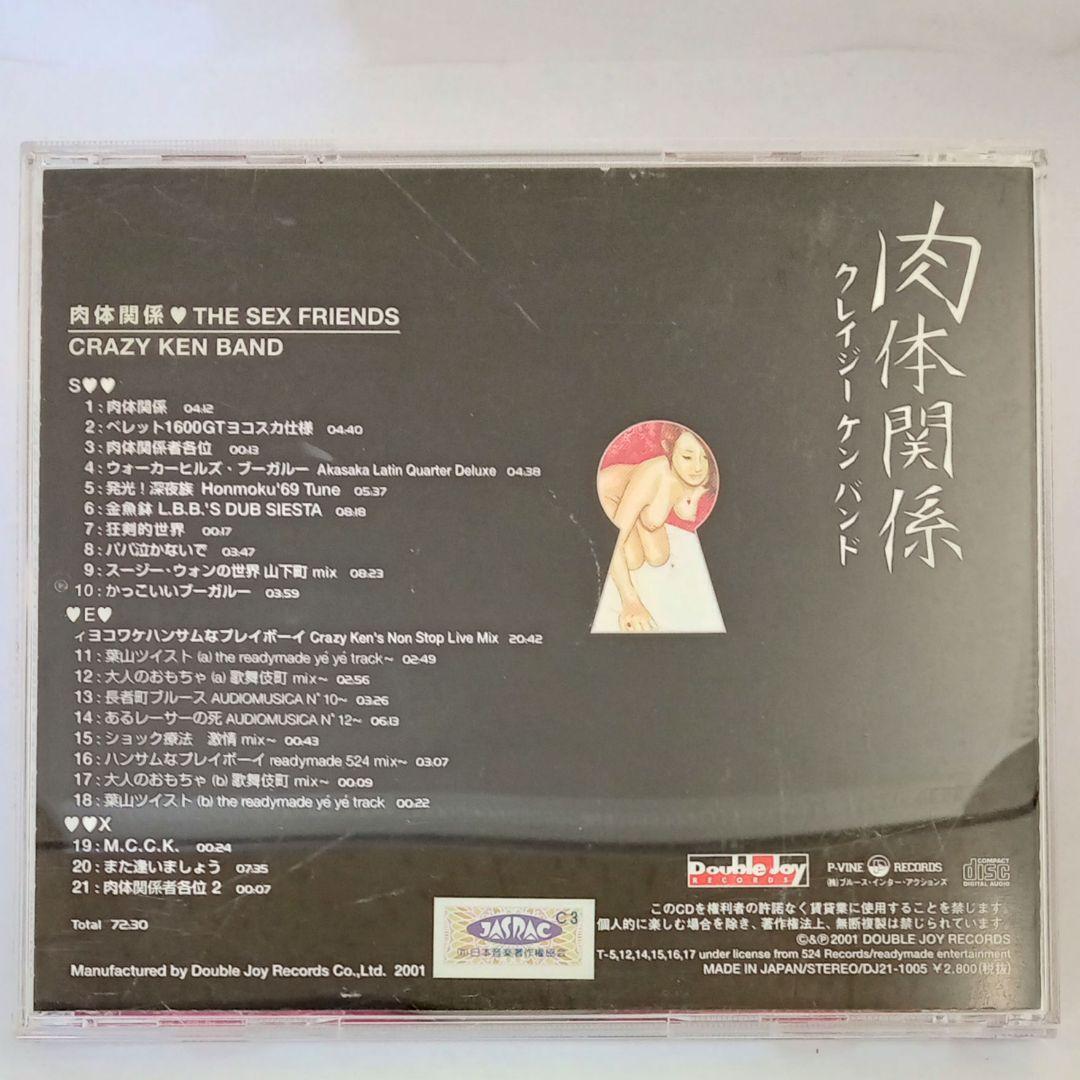 肉体関係
クレイジーケンバンド
肉体関係♥THE SEX FRIENDS
CRAZY KEN BAND
S♥♥
1:肉体関係 04:12
2:ベレット1600GTヨコスカ仕様 04:40
3:肉体関係者各位 00:13
4:ウォーカーヒルズ・ブーガルー Akasaka Latin Quarter Deluxe 04:38
5:発光!深夜族 Honmoku'69 Tune 05:37
6:金魚鉢 L.B.B.'S DUB SIESTA 08:18
7:狂剣的世界 00:17
8:パパ泣かないで 03:47
9:スージー・ウォンの世界 山下町 mix 08:23
℗10:かっこいいブーガルー 03:59
♥E♥
ィヨコワケハンサムなプレイボーイ Crazy Ken's Non Stop Live Mix 20:42
11:葉山ツイスト (a) the readymade yé yé track~ 02:49
12:大人のおもちゃ (a) 歌舞伎町 mix~ 02:56
13:長者町ブルース AUDIOMUSICA N°10~ 03:26
14:あるレーサーの死 AUDIOMUSICA N°12~ 06:13
15:ショック療法 激情 mix~ 00:43
16:ハンサムなプレイボーイ readymade 524 mix~ 03:07
17:大人のおもちゃ (b) 歌舞伎町 mix~ 00:09
18:葉山ツイスト (b) the readymade yé yé track 00:22
♥♥X
19:M.C.C.K. 00:24
20:また逢いましょう 07:35
21:肉体関係者各位 2 00:07
Total 72:30
Manufactured by Double Joy Records Co.,Ltd. 2001
C3
JASRAC
(社)日本音楽著作権協会
Double Joy
RECORDS
P-VINE RECORDS
(株)ブルース・インター・アクションズ
COMPACT
disc
DIGITAL AUDIO
このCDを権利者の許諾なく賃貸業に使用することを禁じます。
個人的に楽しむ場合を除き、著作権法上、無断複製は禁じられています。
©&℗ 2001 DOUBLE JOY RECORDS
T-5,12,14,15,16,17 under license from 524 Records/readymade entertainment
MADE IN JAPAN/STEREO/DJ21-1005 ¥2,800(税抜)